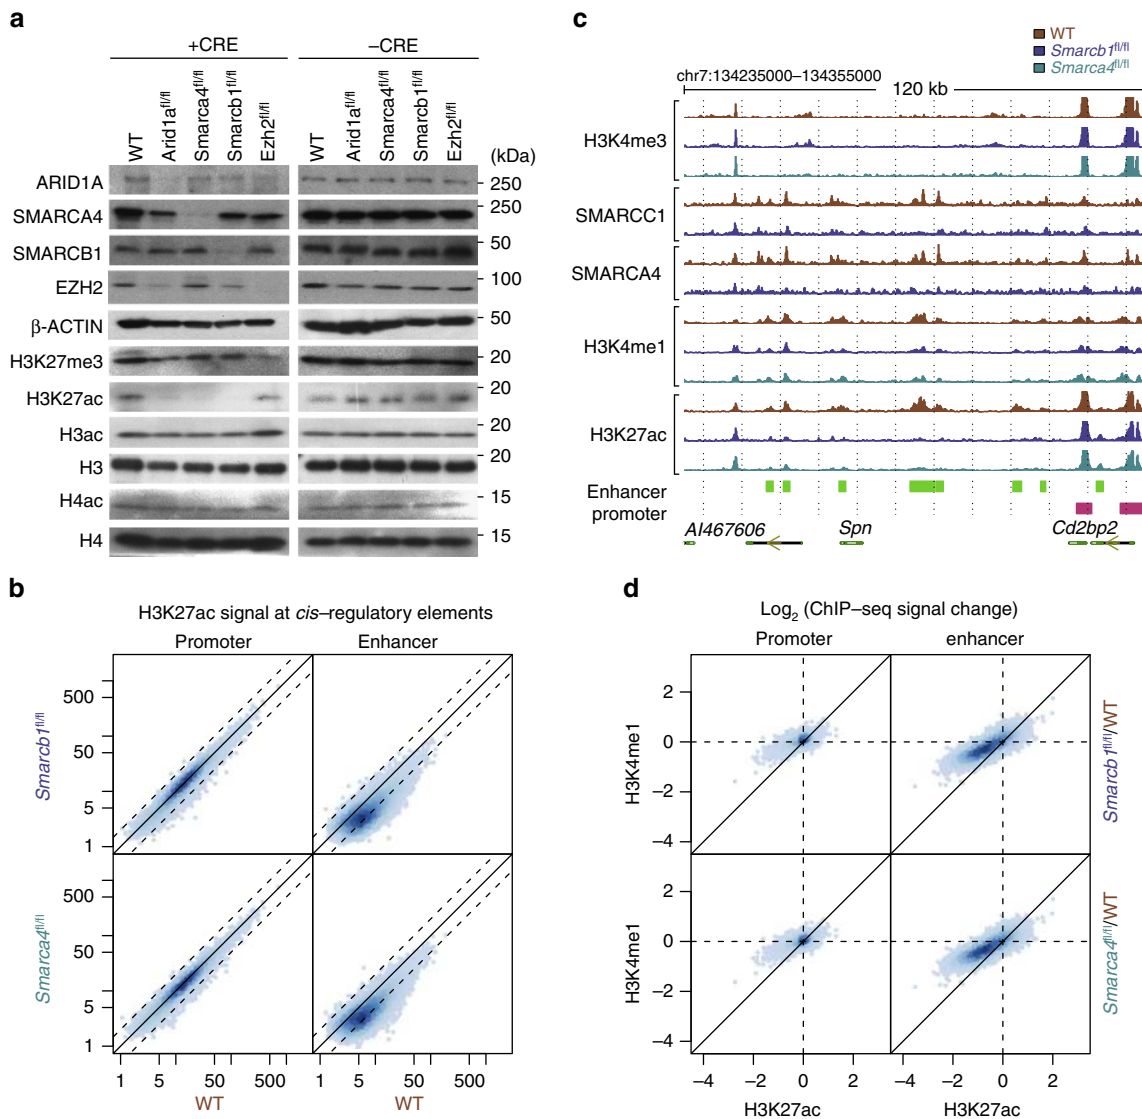 a
+CRE
–CRE
WT
Arid1a^fl/fl
Smarca4^fl/fl
Smarcb1^fl/fl
Ezh2^fl/fl
WT
Arid1a^fl/fl
Smarca4^fl/fl
Smarcb1^fl/fl
Ezh2^fl/fl
(kDa)
ARID1A
250
SMARCA4
250
SMARCB1
50
EZH2
100
β-ACTIN
50
H3K27me3
20
H3K27ac
20
H3ac
20
H3
20
H4ac
15
H4
15
c
WT
Smarcb1^fl/fl
Smarca4^fl/fl
chr7:134235000–134355000
120 kb
H3K4me3
SMARCC1
SMARCA4
H3K4me1
H3K27ac
Enhancer
promoter
AI467606
Spn
Cd2bp2
b
H3K27ac signal at cis–regulatory elements
Promoter
Enhancer
Smarcb1^fl/fl
500
50
5
1
Smarca4^fl/fl
500
50
5
1
1 5 50 500
1 5 50 500
WT
WT
d
Log₂ (ChIP–seq signal change)
Promoter
enhancer
H3K4me1
2
0
–2
–4
Smarcb1^fl/fl/WT
H3K4me1
2
0
–2
–4
Smarca4^fl/fl/WT
–4 –2 0 2
–4 –2 0 2
H3K27ac
H3K27ac